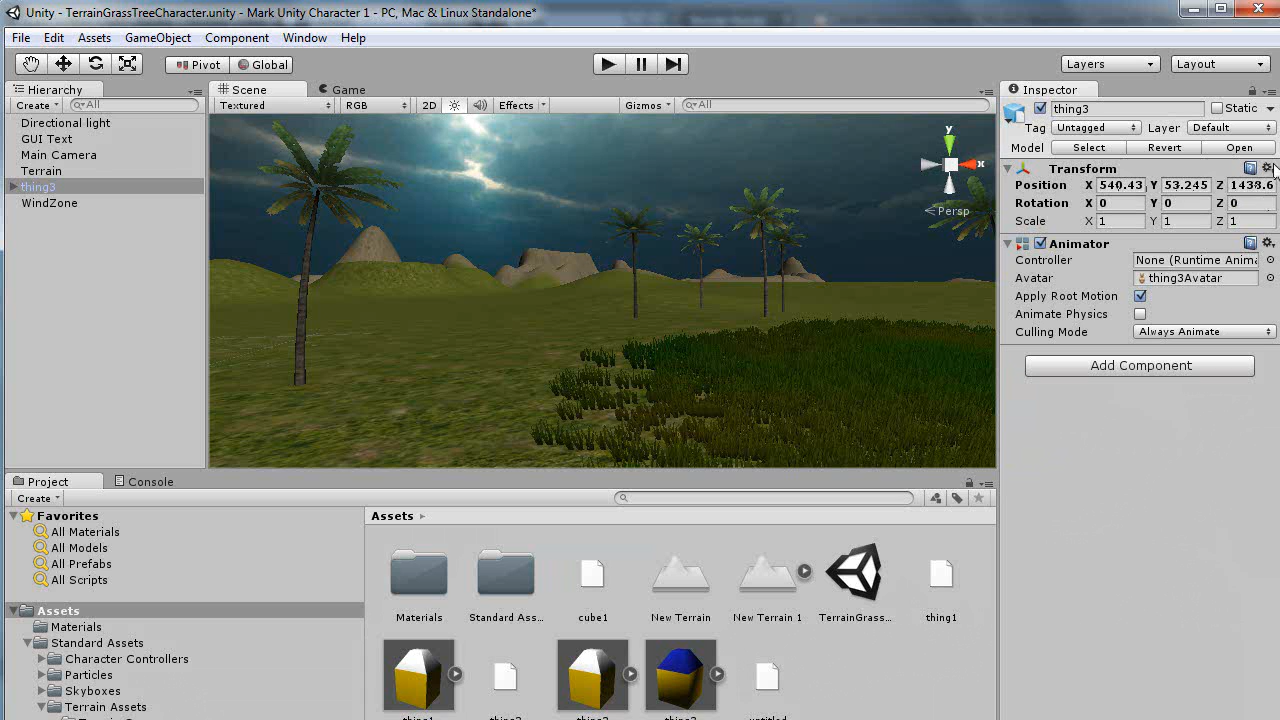 Unity - TerrainGrassTreeCharacter.unity - Mark Unity Character 1 - PC, Mac & Linux Standalone*
File Edit Assets GameObject Component Window Help
Pivot Global Layers Layout
Hierarchy
Create All
Directional light
GUI Text
Main Camera
Terrain
thing3
WindZone
Scene Game
Textured RGB 2D Effects Gizmos All
y
x
Persp
Inspector
thing3 Static
Tag Untagged Layer Default
Model Select Revert Open
Transform
Position X 540.43 Y 53.245 Z 1438.6
Rotation X 0 Y 0 Z 0
Scale X 1 Y 1 Z 1
Animator
Controller None (Runtime Anima
Avatar thing3Avatar
Apply Root Motion
Animate Physics
Culling Mode Always Animate
Add Component
Project Console
Create
Favorites
All Materials
All Models
All Prefabs
All Scripts
Assets
Materials
Standard Assets
Character Controllers
Particles
Skyboxes
Terrain Assets
Assets
Materials Standard Ass... cube1 New Terrain New Terrain 1 TerrainGrass... thing1